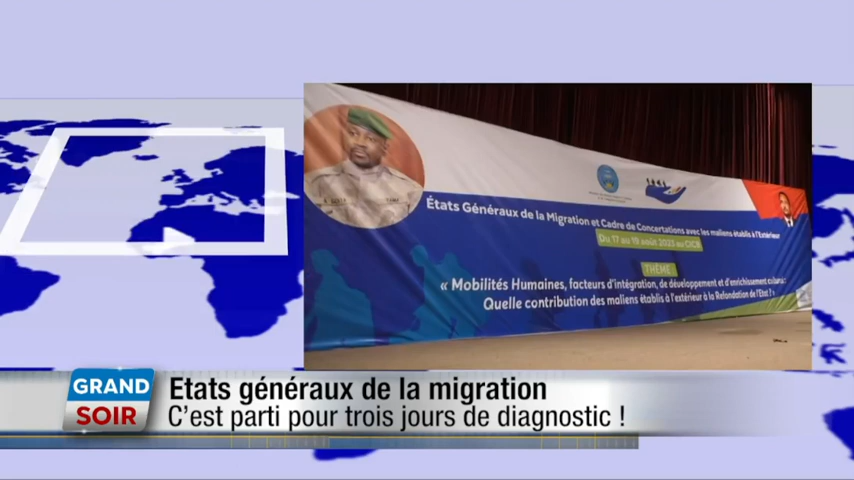 États Généraux de la Migration et Cadre de Concertations avec les maliens établis à l'Extérieur
Du 17 au 19 août 2023 au CICB
THÈME
« Mobilités Humaines, facteurs d'intégration, de développement et d'enrichissement culturel :
Quelle contribution des maliens établis à l'extérieur à la Refondation de l'Etat ? »
GRAND
SOIR
Etats généraux de la migration
C'est parti pour trois jours de diagnostic !